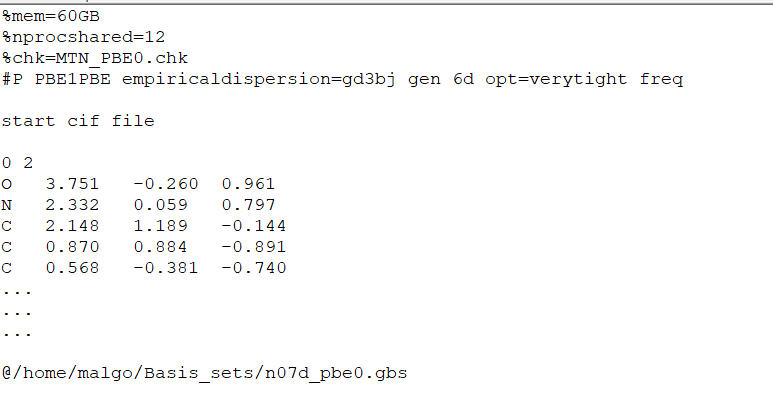 %mem=60GB
%nprocshared=12
%chk=MTN_PBE0.chk
#P PBE1PBE empiricaldispersion=gd3bj gen 6d opt=verytight freq
start cif file
0 2
O 3.751 -0.260 0.961
N 2.332 0.059 0.797
C 2.148 1.189 -0.144
C 0.870 0.884 -0.891
C 0.568 -0.381 -0.740
...
...
...
@/home/malgo/Basis_sets/n07d_pbe0.gbs